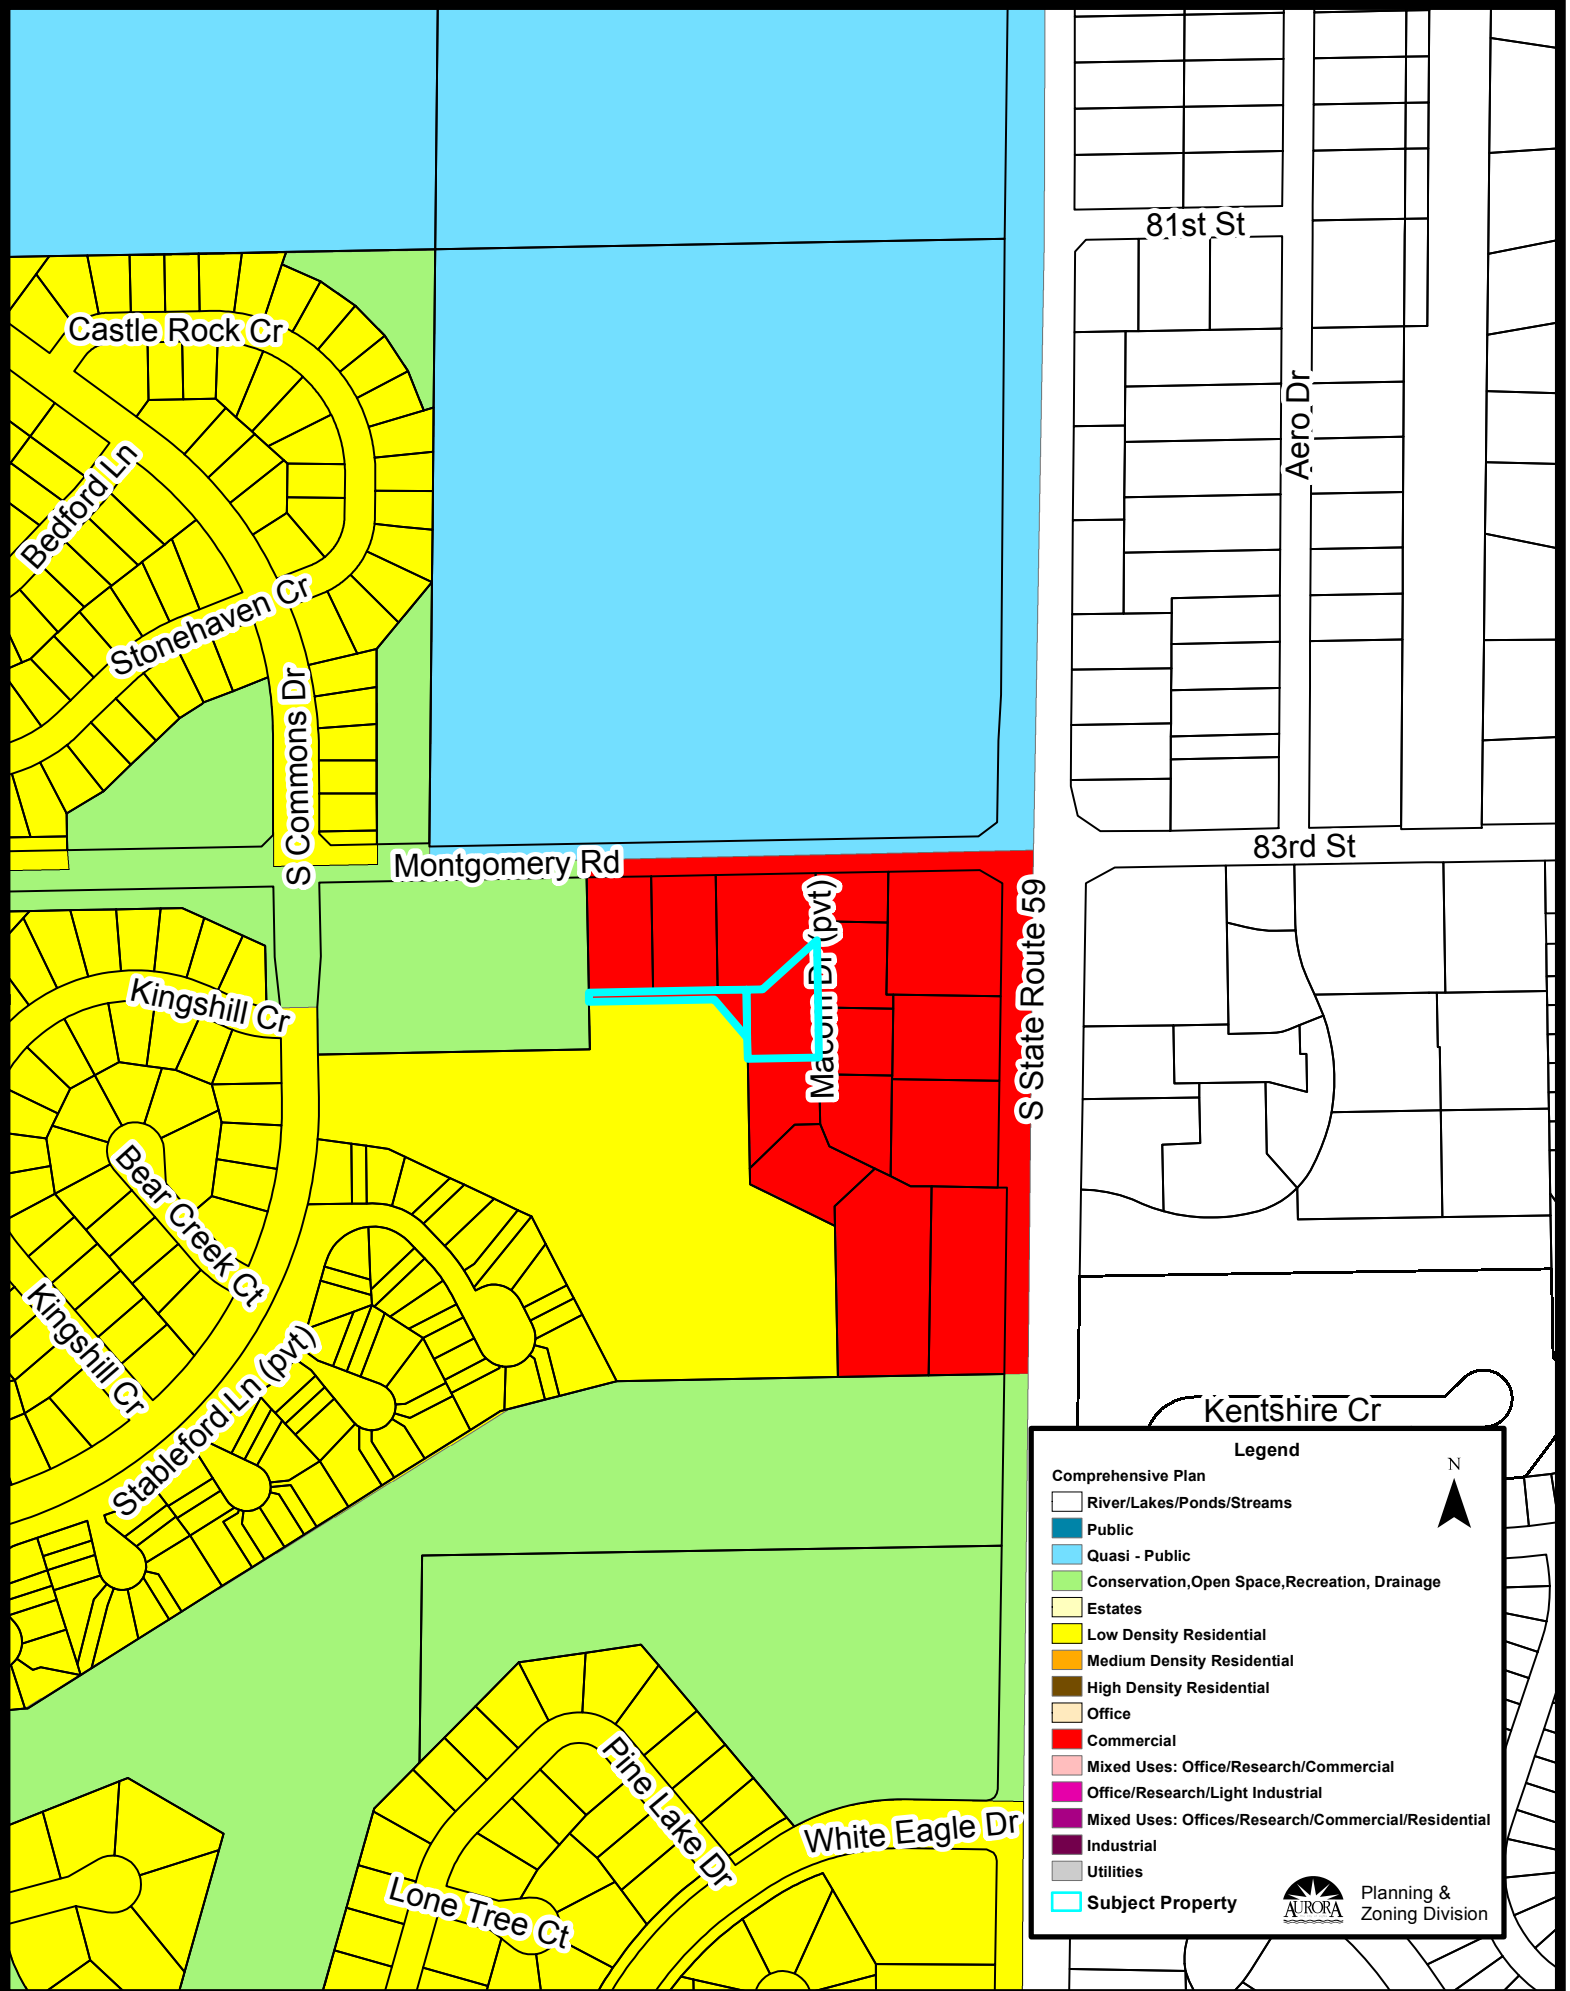 81st St
Castle Rock Cr
Aero Dr
Bedford Ln
Stonehaven Cr
S Commons Dr
83rd St
Montgomery Rd
Macom Dr (pvt)
S State Route 59
Kingshill Cr
Bear Creek Ct
Kingshill Cr
Stableford Ln (pvt)
Kentshire Cr
Pine Lake Dr
White Eagle Dr
Lone Tree Ct
Legend
N
Comprehensive Plan
River/Lakes/Ponds/Streams
Public
Quasi - Public
Conservation,Open Space,Recreation, Drainage
Estates
Low Density Residential
Medium Density Residential
High Density Residential
Office
Commercial
Mixed Uses: Office/Research/Commercial
Office/Research/Light Industrial
Mixed Uses: Offices/Research/Commercial/Residential
Industrial
Utilities
Subject Property
AURORA
Planning &
Zoning Division